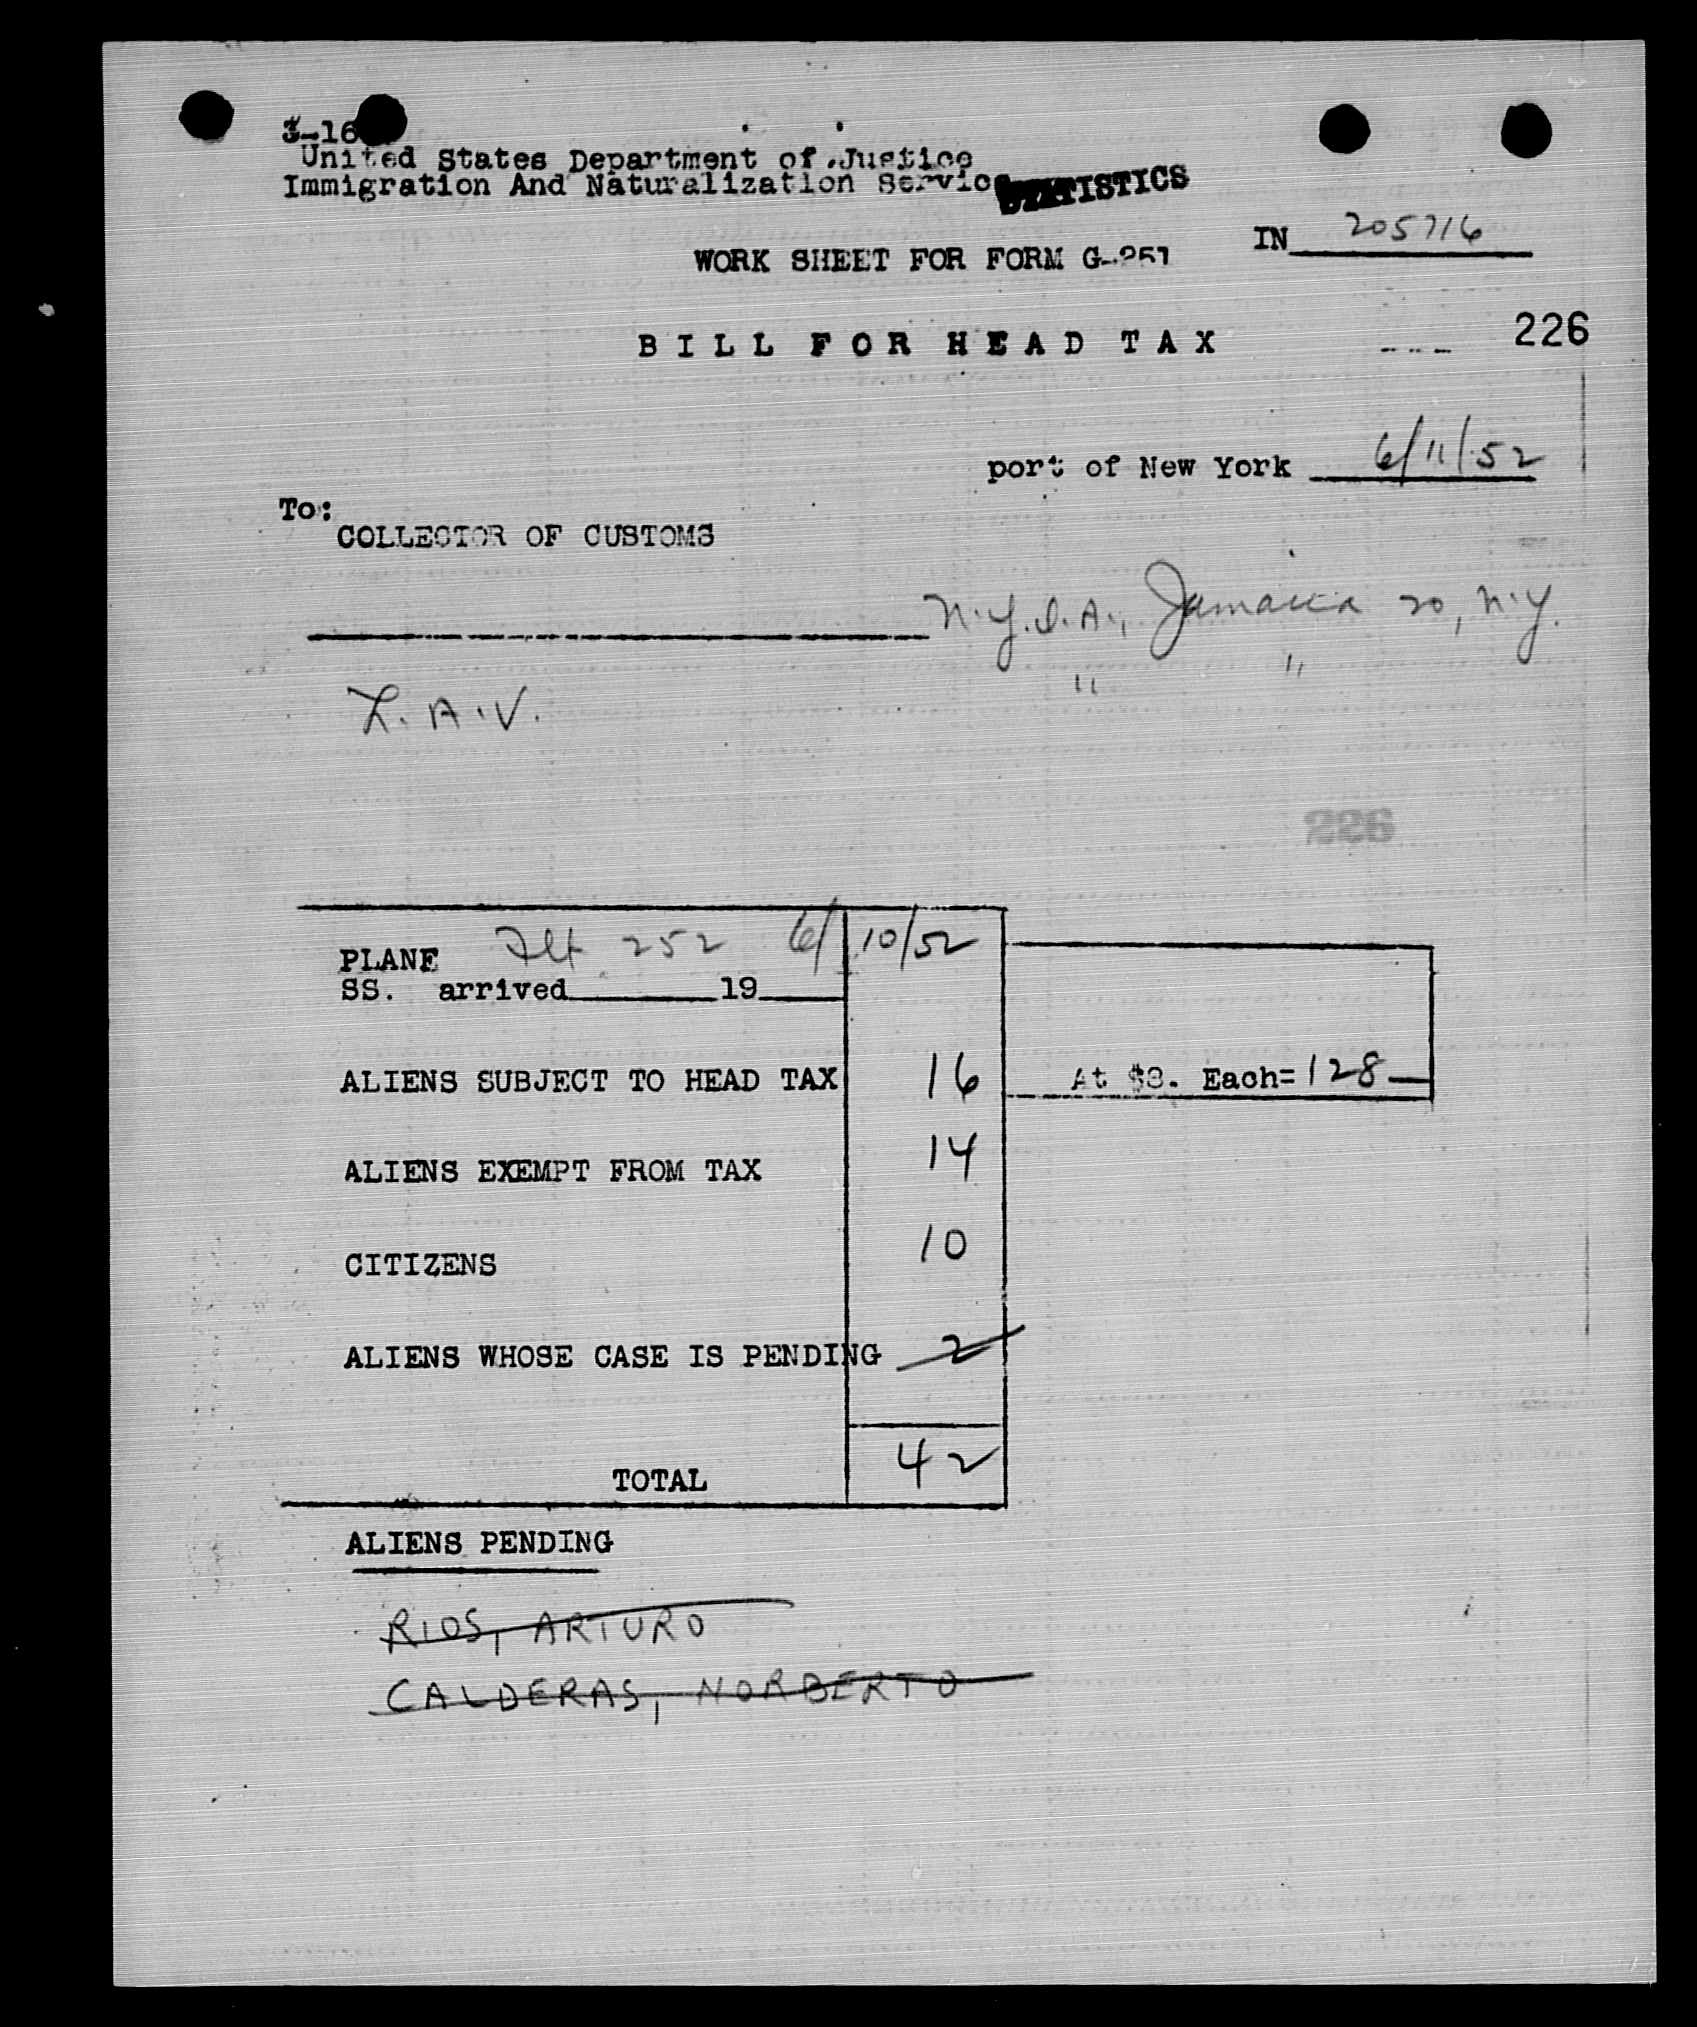 3-16
United States Department of Justice
Immigration And Naturalization Service
STATISTICS
IN 205716
WORK SHEET FOR FORM G-251
BILL FOR HEAD TAX
226
port of New York 6/11/52
To:
COLLECTOR OF CUSTOMS
N.Y.I.A., Jamaica 20, N.Y.
" "
L.A.V.
226
PLANE Flt 252 6/10/52
SS. arrived 19
ALIENS SUBJECT TO HEAD TAX 16 At $8. Each= 128
ALIENS EXEMPT FROM TAX 14
CITIZENS 10
ALIENS WHOSE CASE IS PENDING 2
TOTAL 42
ALIENS PENDING
RIOS, ARTURO
CALDERAS, NORBERTO